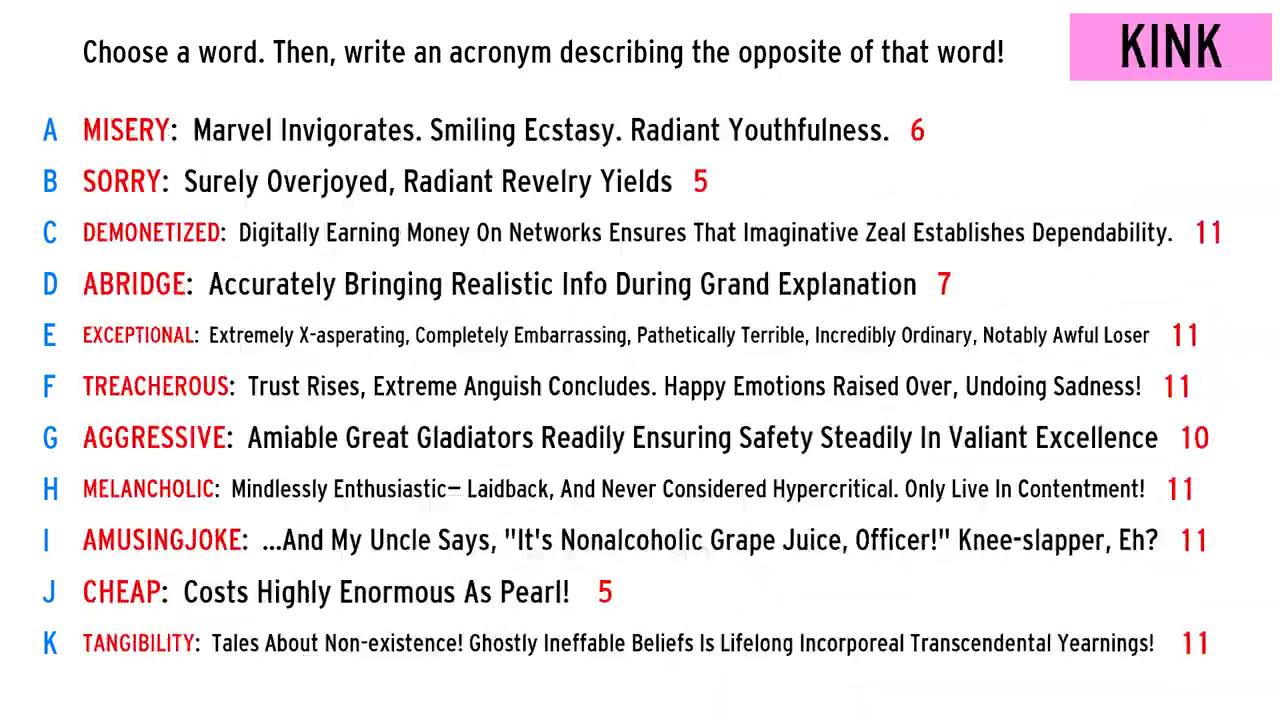 Choose a word. Then, write an acronym describing the opposite of that word!
KINK
A MISERY: Marvel Invigorates. Smiling Ecstasy. Radiant Youthfulness. 6
B SORRY: Surely Overjoyed, Radiant Revelry Yields 5
C DEMONETIZED: Digitally Earning Money On Networks Ensures That Imaginative Zeal Establishes Dependability. 11
D ABRIDGE: Accurately Bringing Realistic Info During Grand Explanation 7
E EXCEPTIONAL: Extremely X-asperating, Completely Embarrassing, Pathetically Terrible, Incredibly Ordinary, Notably Awful Loser 11
F TREACHEROUS: Trust Rises, Extreme Anguish Concludes. Happy Emotions Raised Over, Undoing Sadness! 11
G AGGRESSIVE: Amiable Great Gladiators Readily Ensuring Safety Steadily In Valiant Excellence 10
H MELANCHOLIC: Mindlessly Enthusiastic— Laidback, And Never Considered Hypercritical. Only Live In Contentment! 11
I AMUSINGJOKE: ...And My Uncle Says, "It's Nonalcoholic Grape Juice, Officer!" Knee-slapper, Eh? 11
J CHEAP: Costs Highly Enormous As Pearl! 5
K TANGIBILITY: Tales About Non-existence! Ghostly Ineffable Beliefs Is Lifelong Incorporeal Transcendental Yearnings! 11